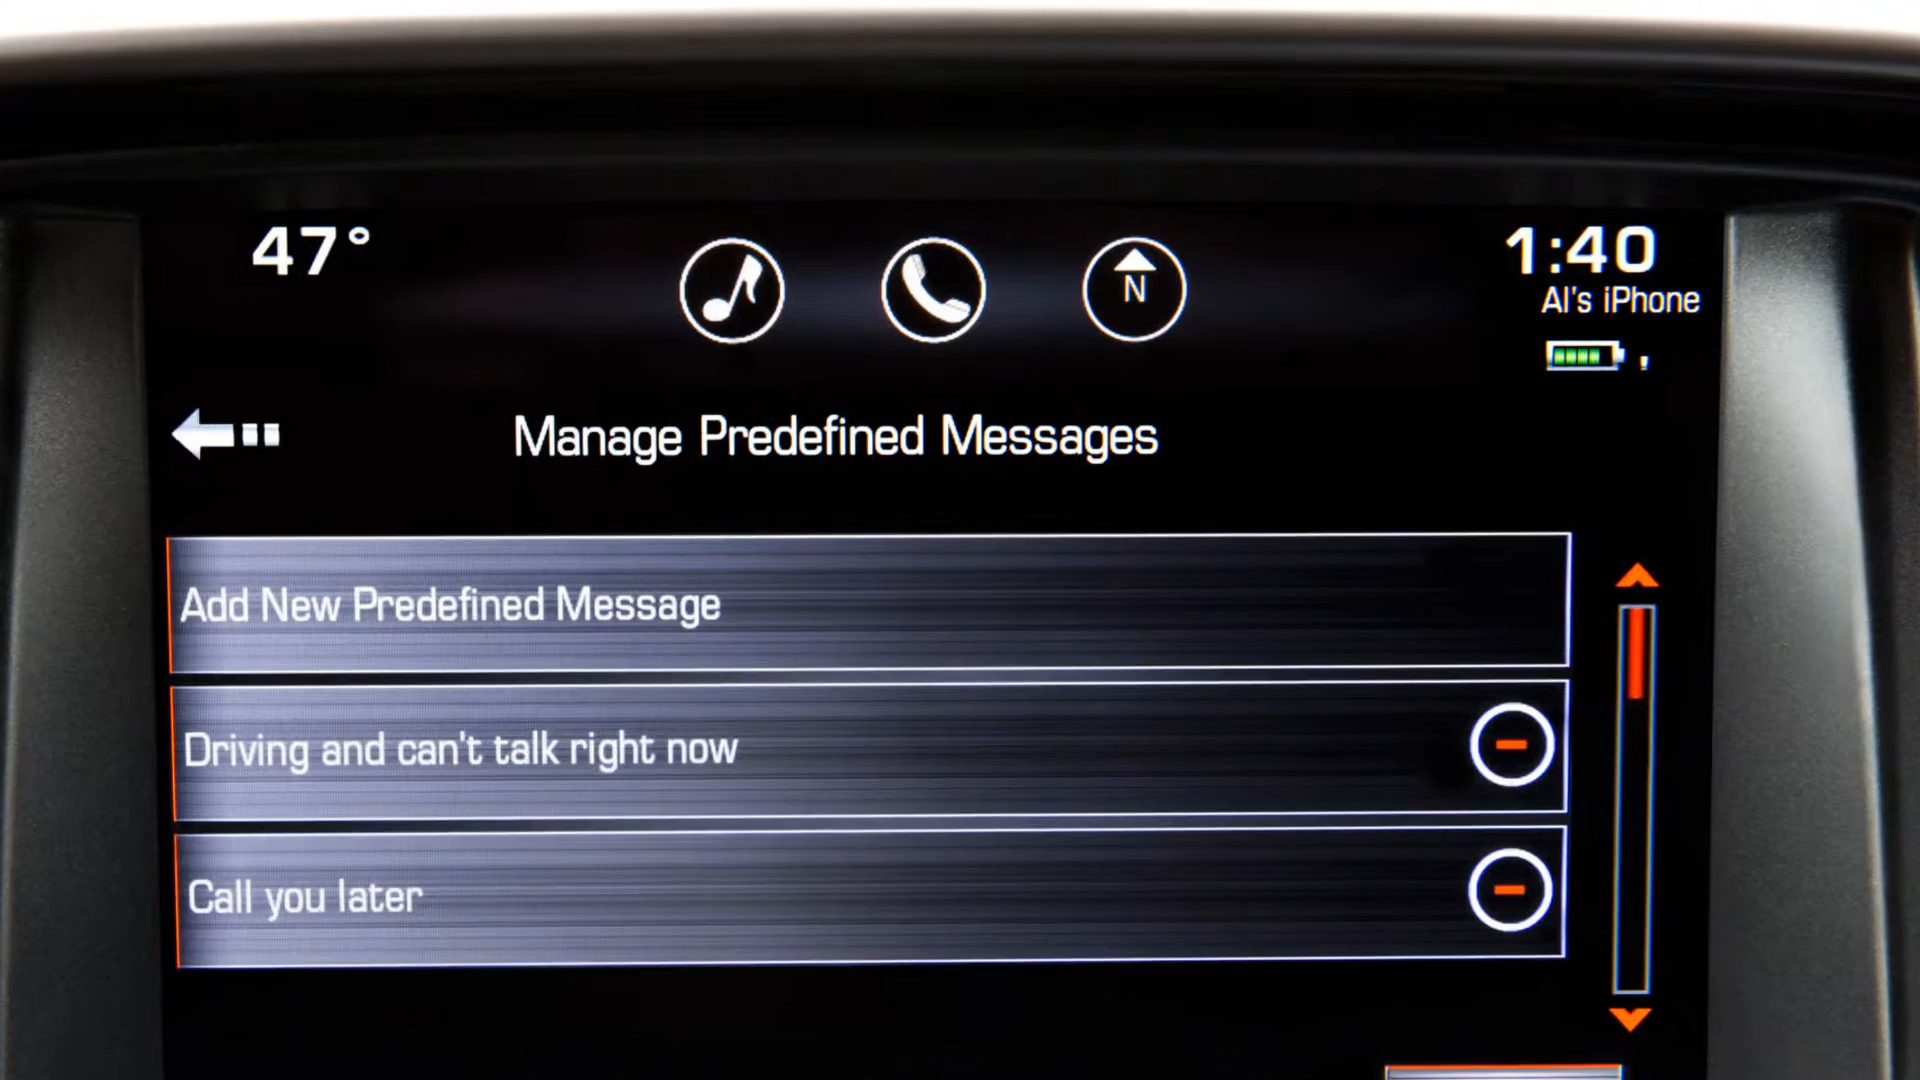 47°
N
1:40
Al's iPhone
Manage Predefined Messages
Add New Predefined Message
Driving and can't talk right now
Call you later